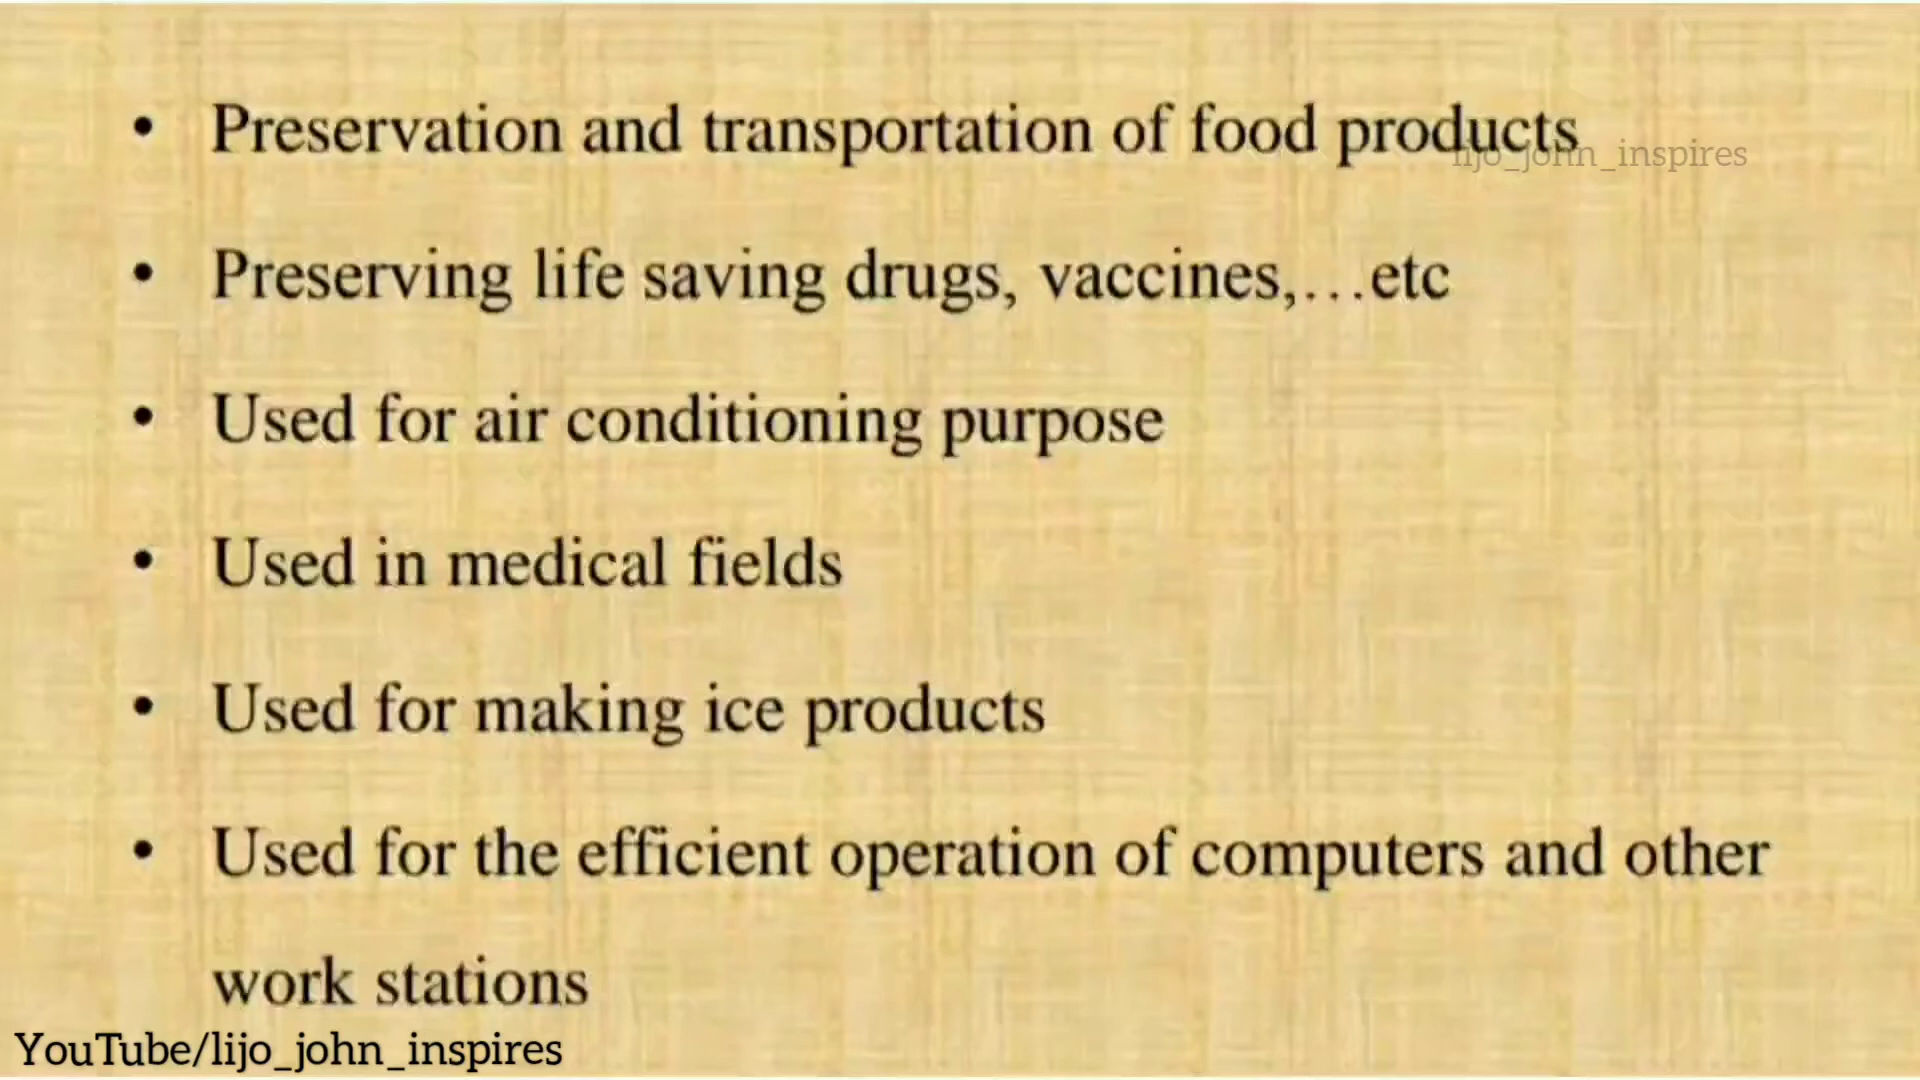 • Preservation and transportation of food products
lijo_john_inspires
• Preserving life saving drugs, vaccines,...etc
• Used for air conditioning purpose
• Used in medical fields
• Used for making ice products
• Used for the efficient operation of computers and other
work stations
YouTube/lijo_john_inspires